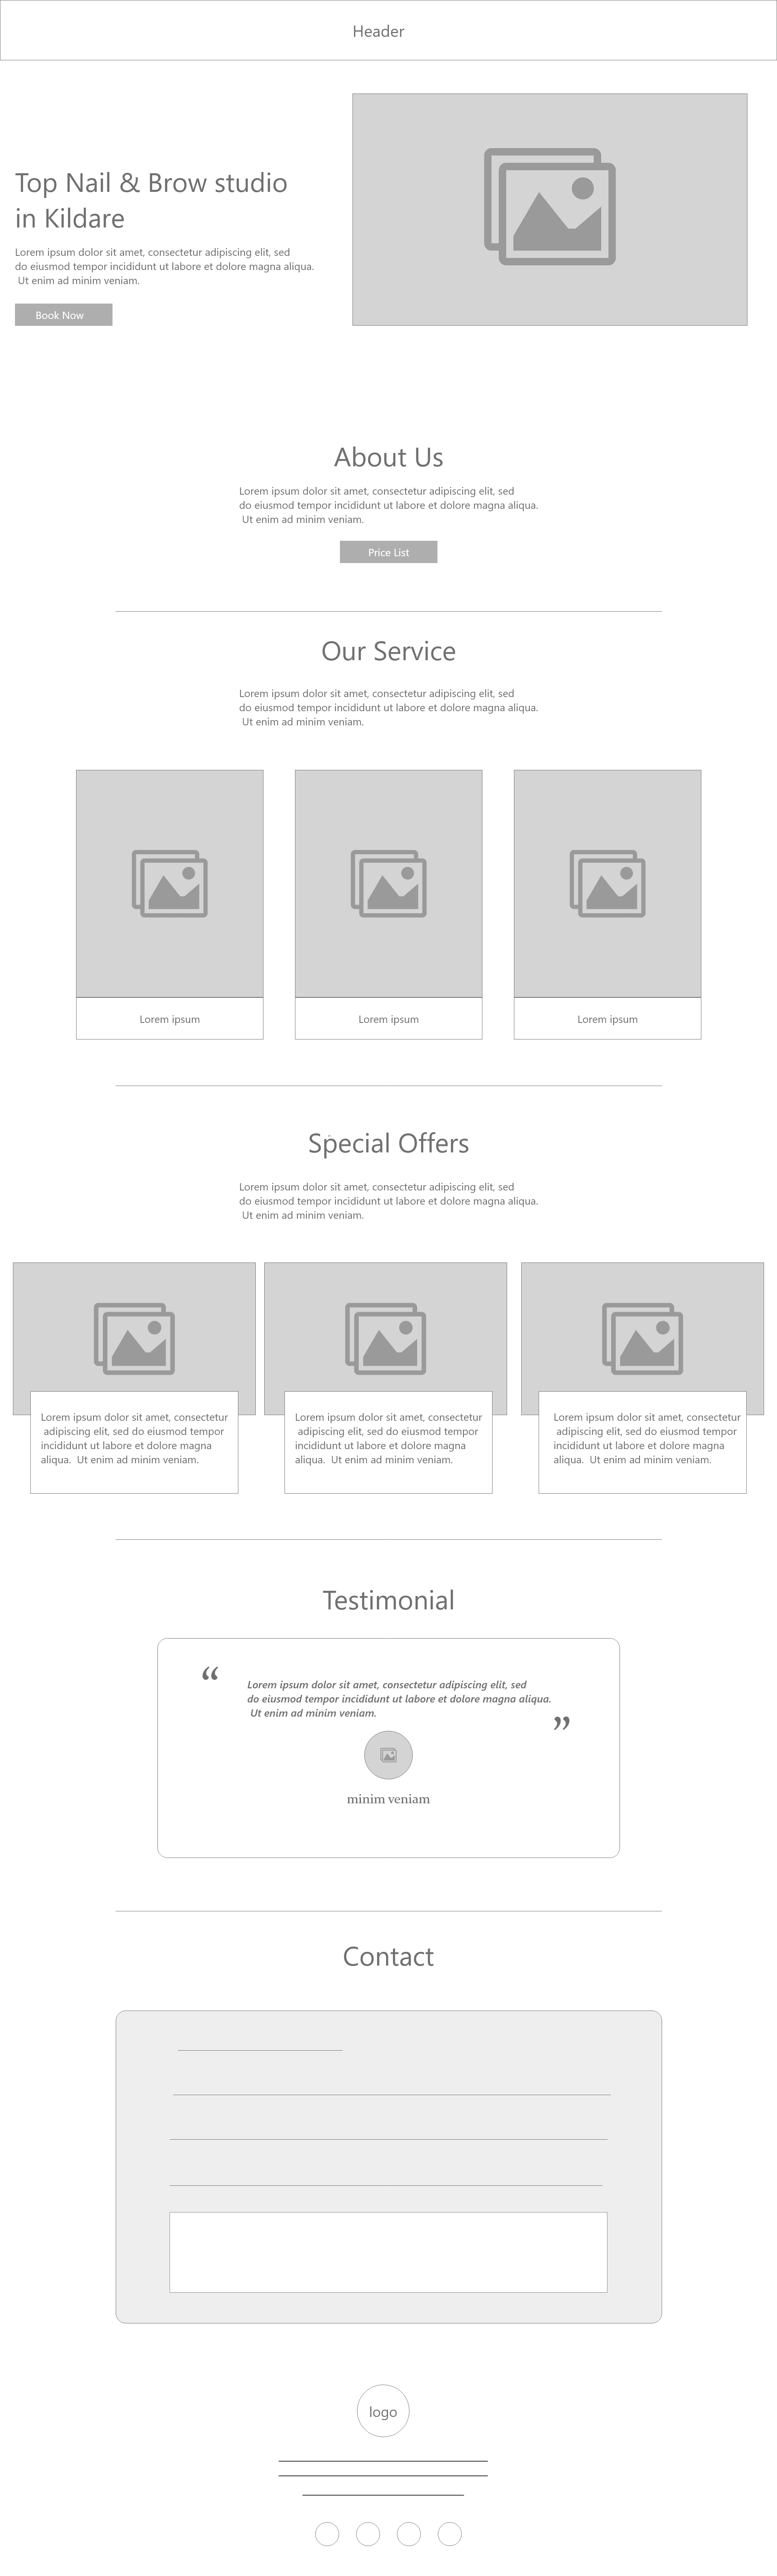 Header
Top Nail & Brow studio
in Kildare
Lorem ipsum dolor sit amet, consectetur adipiscing elit, sed
do eiusmod tempor incididunt ut labore et dolore magna aliqua.
Ut enim ad minim veniam.
Book Now
About Us
Lorem ipsum dolor sit amet, consectetur adipiscing elit, sed
do eiusmod tempor incididunt ut labore et dolore magna aliqua.
Ut enim ad minim veniam.
Price List
Our Service
Lorem ipsum dolor sit amet, consectetur adipiscing elit, sed
do eiusmod tempor incididunt ut labore et dolore magna aliqua.
Ut enim ad minim veniam.
Lorem ipsum
Lorem ipsum
Lorem ipsum
Special Offers
Lorem ipsum dolor sit amet, consectetur adipiscing elit, sed
do eiusmod tempor incididunt ut labore et dolore magna aliqua.
Ut enim ad minim veniam.
Lorem ipsum dolor sit amet, consectetur
adipiscing elit, sed do eiusmod tempor
incididunt ut labore et dolore magna
aliqua.  Ut enim ad minim veniam.
Lorem ipsum dolor sit amet, consectetur
adipiscing elit, sed do eiusmod tempor
incididunt ut labore et dolore magna
aliqua.  Ut enim ad minim veniam.
Lorem ipsum dolor sit amet, consectetur
adipiscing elit, sed do eiusmod tempor
incididunt ut labore et dolore magna
aliqua.  Ut enim ad minim veniam.
Testimonial
“
Lorem ipsum dolor sit amet, consectetur adipiscing elit, sed
do eiusmod tempor incididunt ut labore et dolore magna aliqua.
Ut enim ad minim veniam.
”
minim veniam
Contact
logo